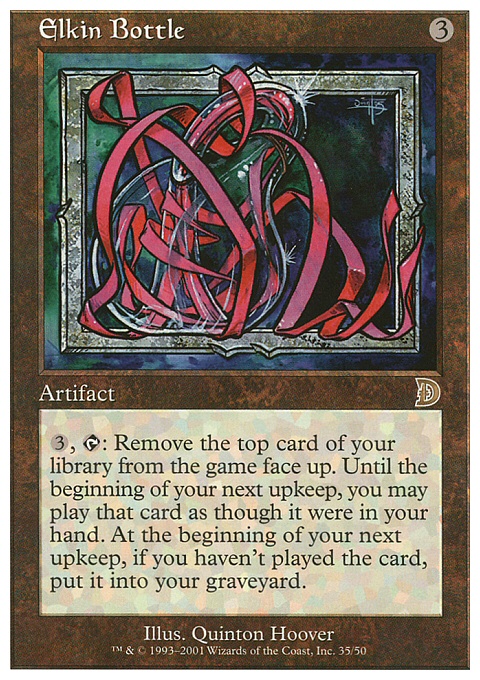 Elkin Bottle 3
Artifact
3, : Remove the top card of your
library from the game face up. Until the
beginning of your next upkeep, you may
play that card as though it were in your
hand. At the beginning of your next
upkeep, if you haven't played the card,
put it into your graveyard.
Illus. Quinton Hoover
™ & © 1993–2001 Wizards of the Coast, Inc. 35/50